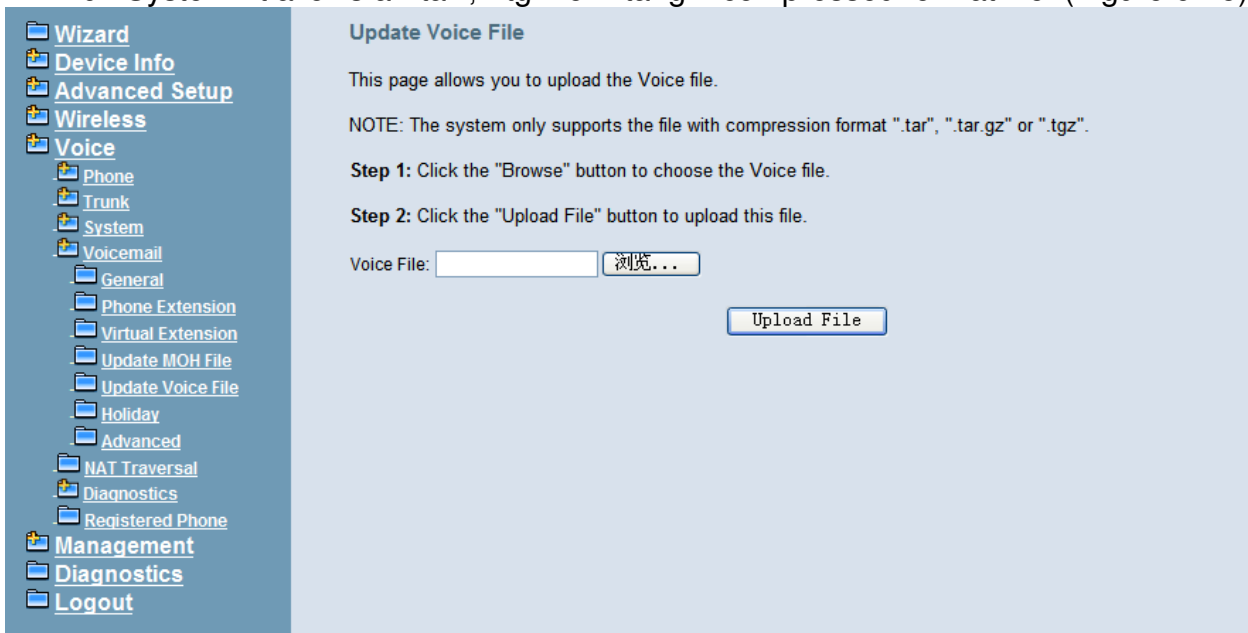 Wizard
Device Info
Advanced Setup
Wireless
Voice
Phone
Trunk
System
Voicemail
General
Phone Extension
Virtual Extension
Update MOH File
Update Voice File
Holiday
Advanced
NAT Traversal
Diagnostics
Registered Phone
Management
Diagnostics
Logout
Update Voice File
This page allows you to upload the Voice file.
NOTE: The system only supports the file with compression format ".tar", ".tar.gz" or ".tgz".
Step 1: Click the "Browse" button to choose the Voice file.
Step 2: Click the "Upload File" button to upload this file.
Voice File: 浏览...
Upload File